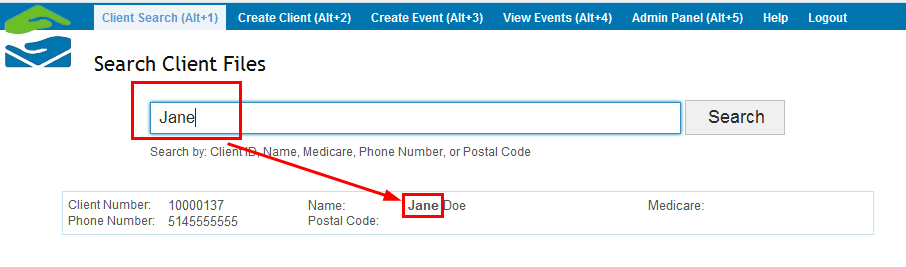 Client Search (Alt+1) Create Client (Alt+2) Create Event (Alt+3) View Events (Alt+4) Admin Panel (Alt+5) Help Logout
Search Client Files
Jane Search
Search by: Client ID, Name, Medicare, Phone Number, or Postal Code
Client Number: 10000137 Name: Jane Doe Medicare:
Phone Number: 5145555555 Postal Code: